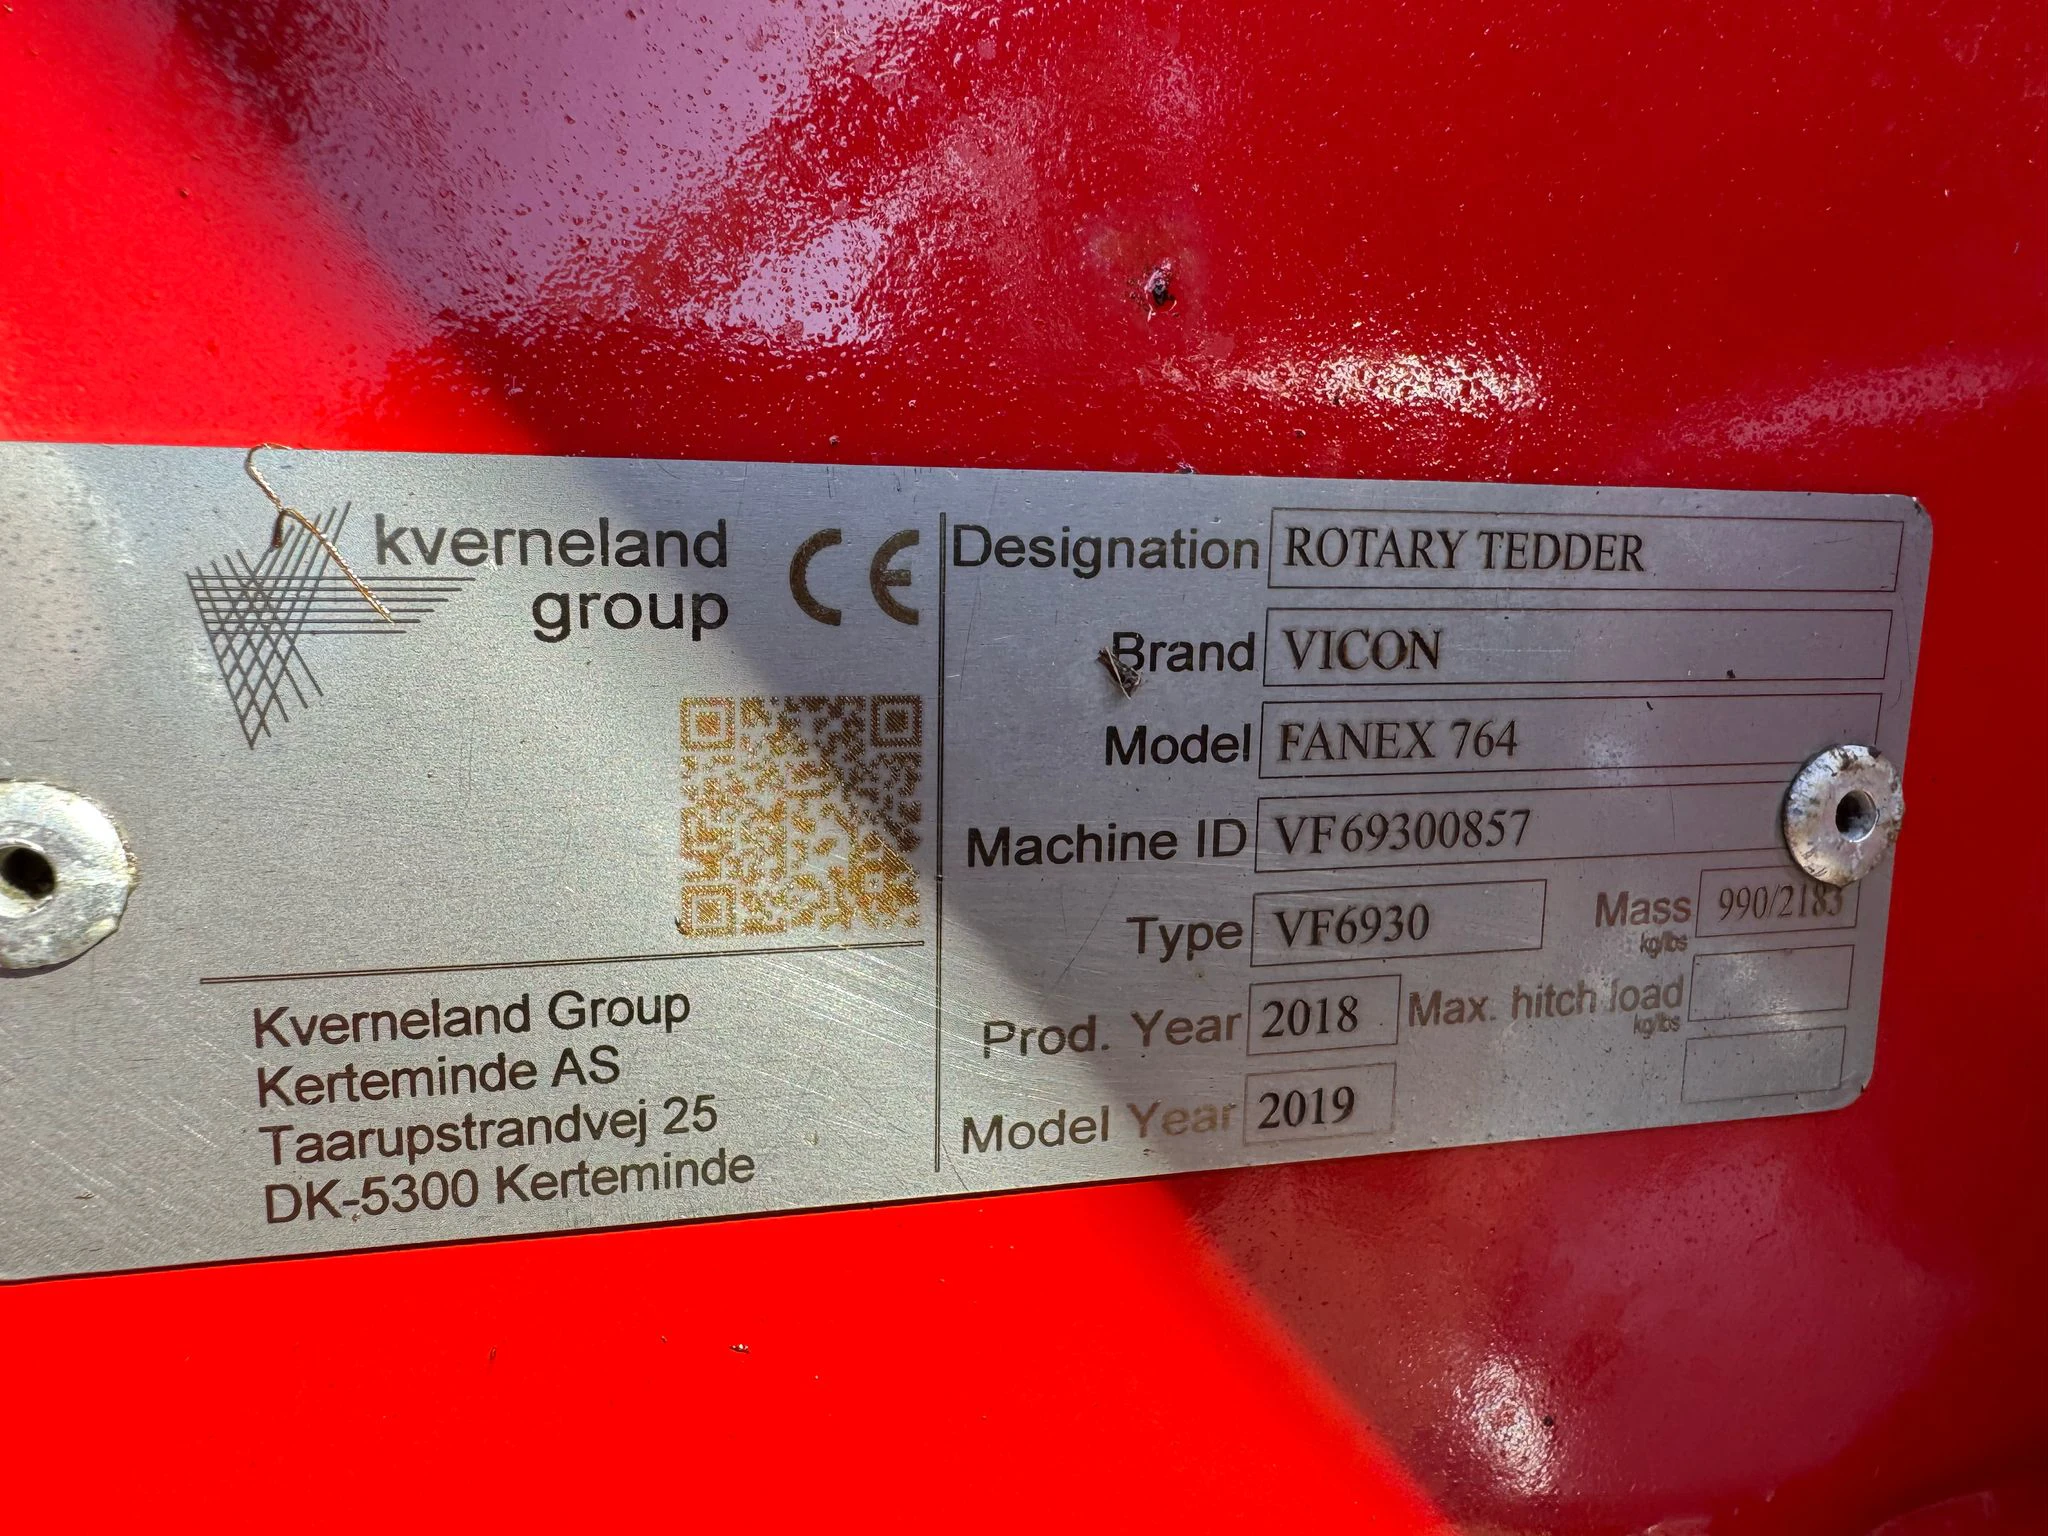 kverneland
group
CE
Kverneland Group
Kerteminde AS
Taarupstrandvej 25
DK-5300 Kerteminde
Designation ROTARY TEDDER
Brand VICON
Model FANEX 764
Machine ID VF69300857
Type VF6930 Mass kg/lbs 990/2183
Prod. Year 2018 Max. hitch load kg/lbs
Model Year 2019